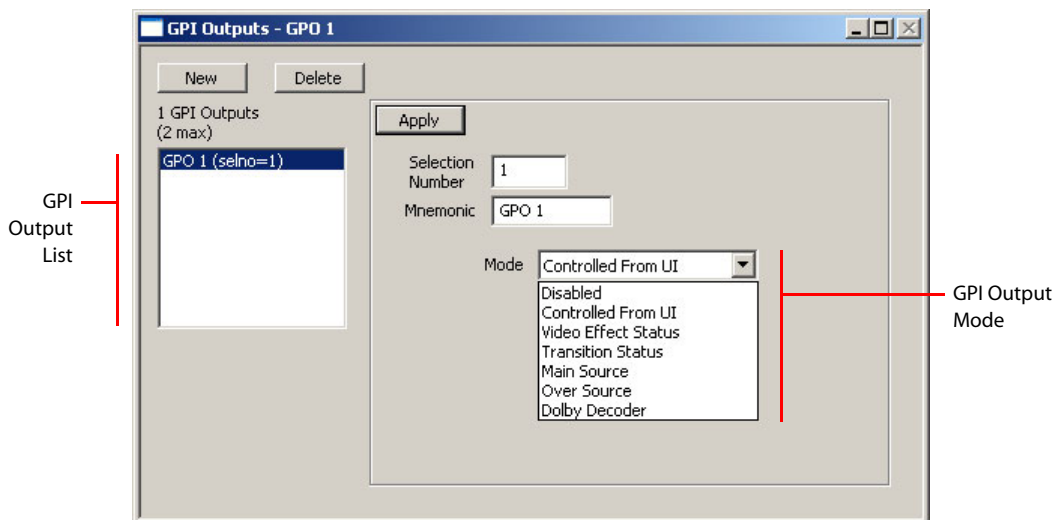 GPI Outputs - GPO 1
New
Delete
1 GPI Outputs
(2 max)
GPO 1 (selno=1)
Apply
Selection
Number
1
Mnemonic
GPO 1
Mode
Controlled From UI
Disabled
Controlled From UI
Video Effect Status
Transition Status
Main Source
Over Source
Dolby Decoder
GPI
Output
List
GPI Output
Mode